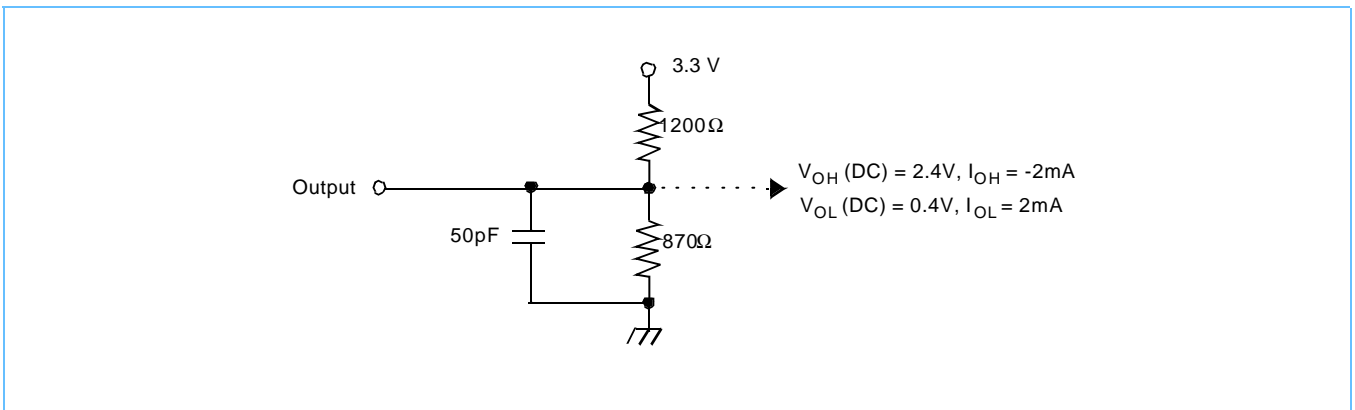 3.3 V
1200Ω
Output
V_OH (DC) = 2.4V, I_OH = -2mA
V_OL (DC) = 0.4V, I_OL = 2mA
50pF
870Ω